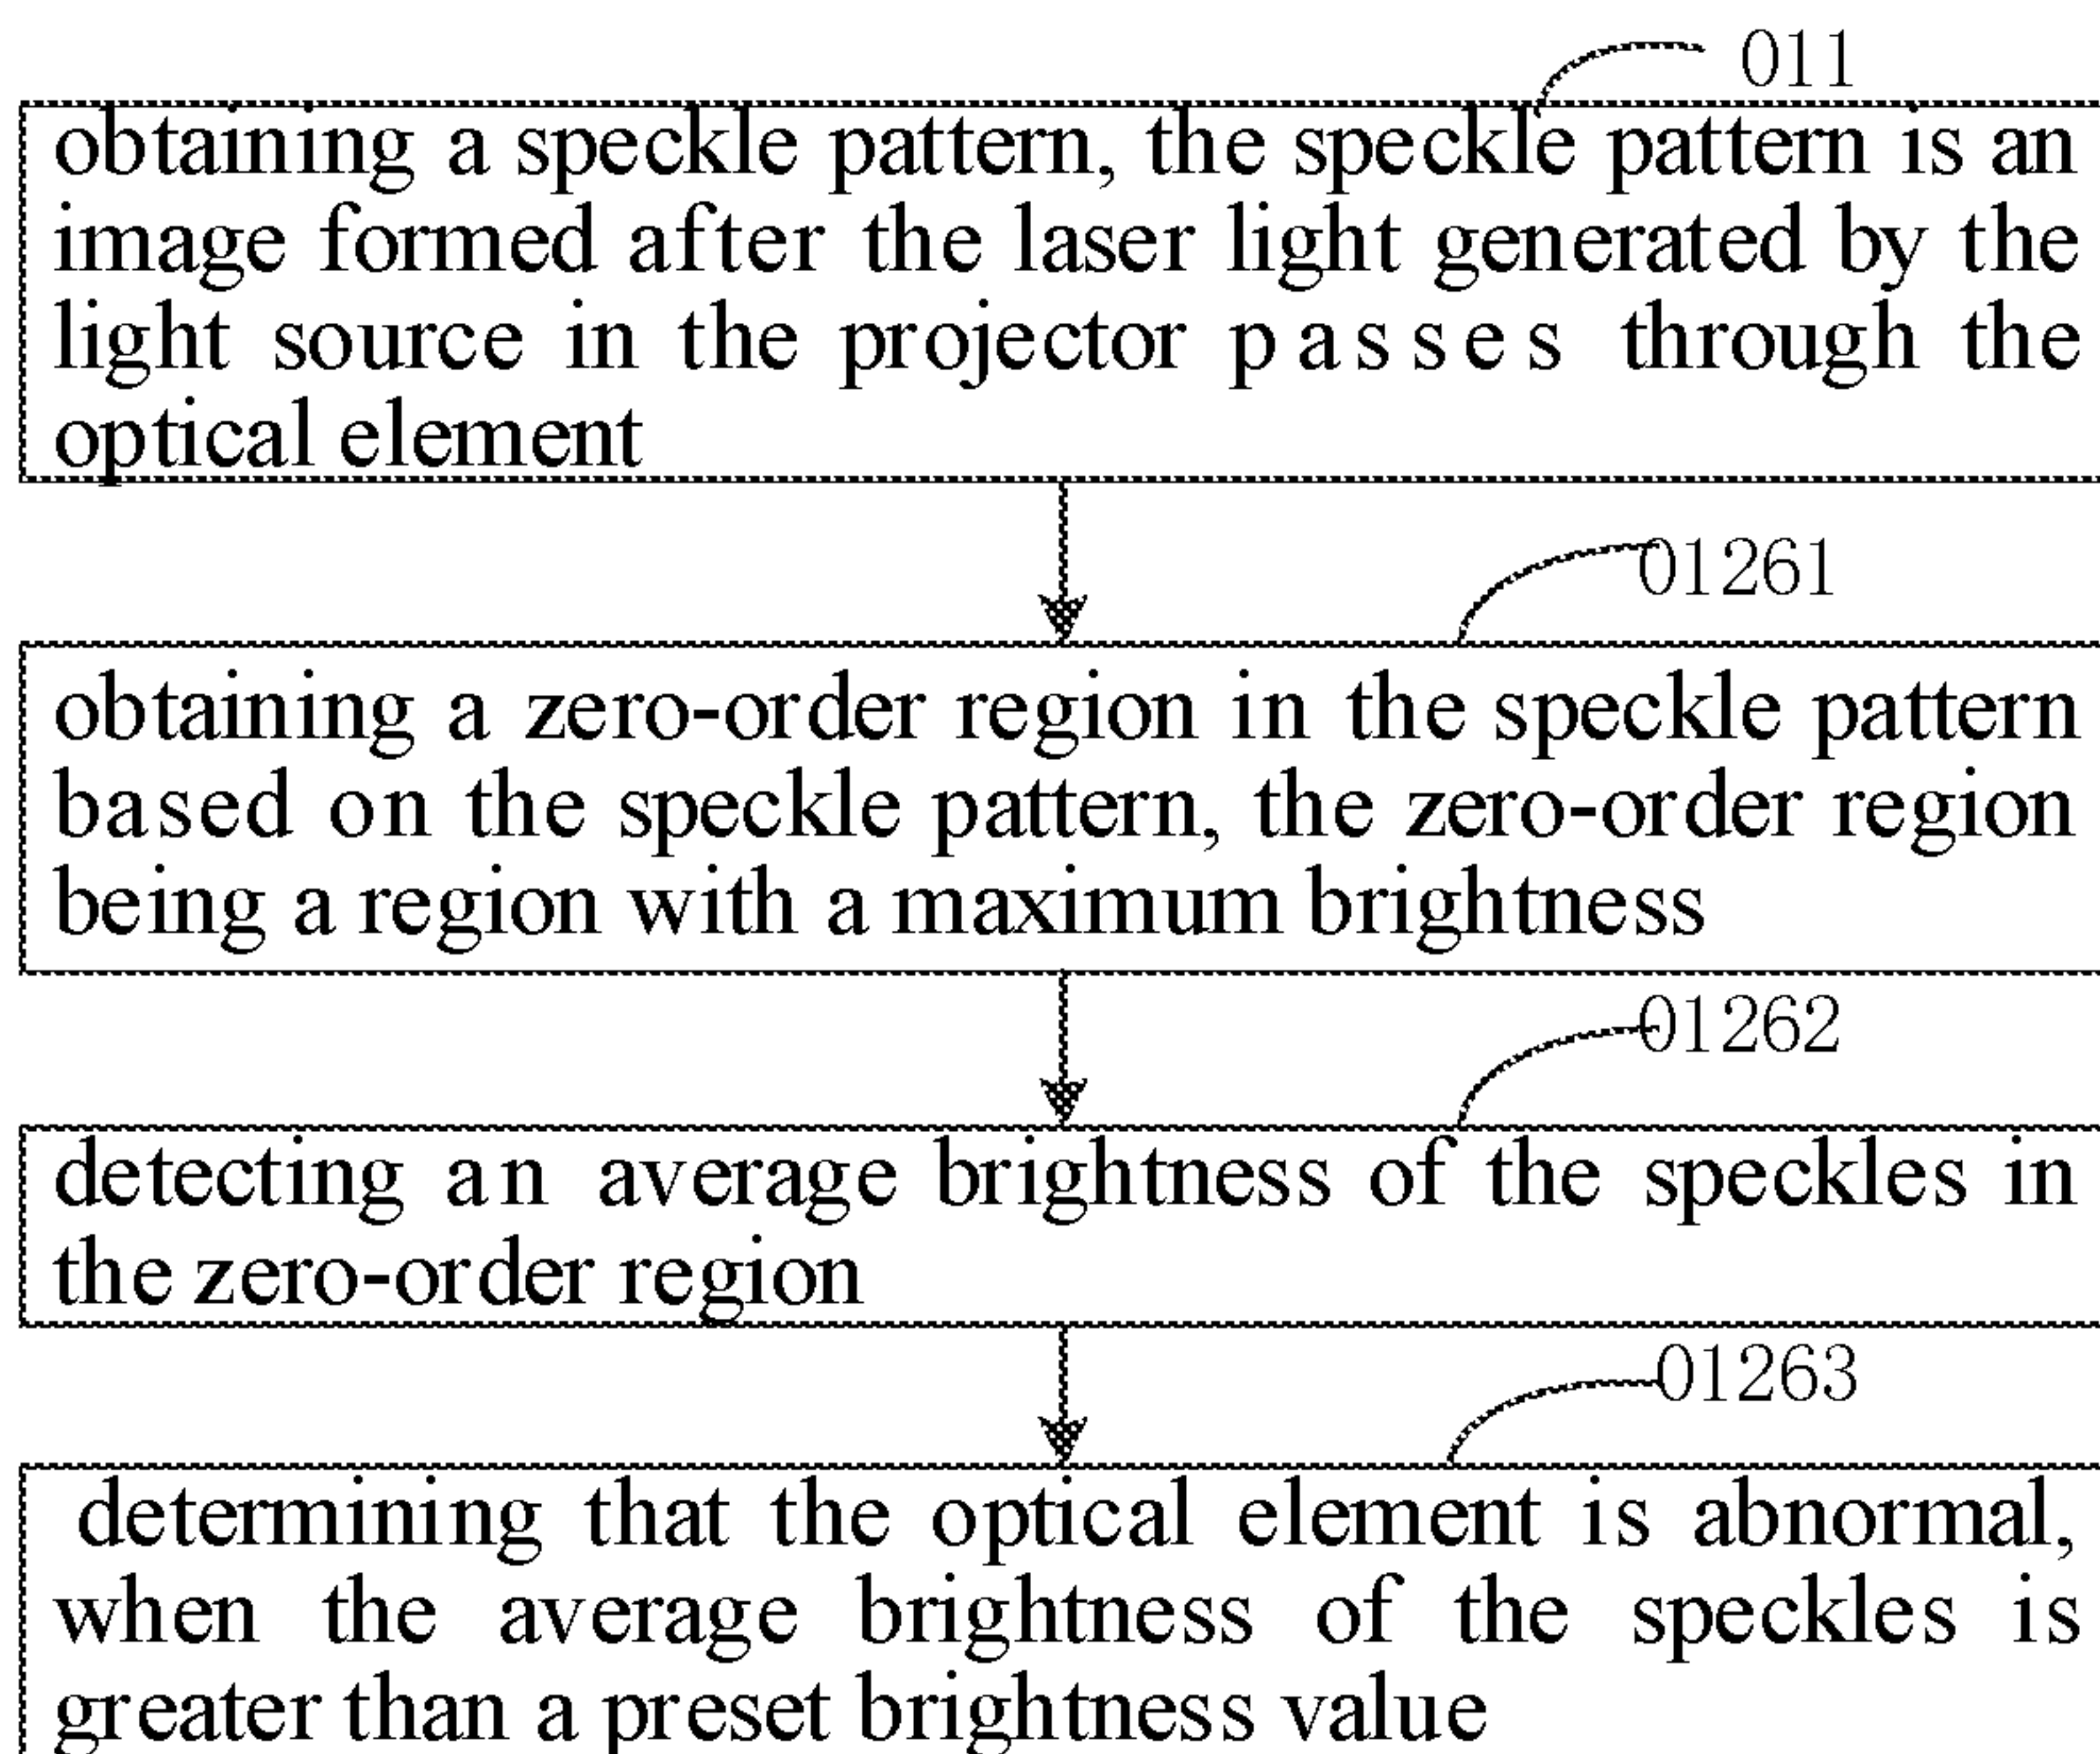 011
obtaining a speckle pattern, the speckle pattern is an
image formed after the laser light generated by the
light source in the projector passes through the
optical element
01261
obtaining a zero-order region in the speckle pattern
based on the speckle pattern, the zero-order region
being a region with a maximum brightness
01262
detecting an average brightness of the speckles in
the zero-order region
01263
determining that the optical element is abnormal,
when the average brightness of the speckles is
greater than a preset brightness value